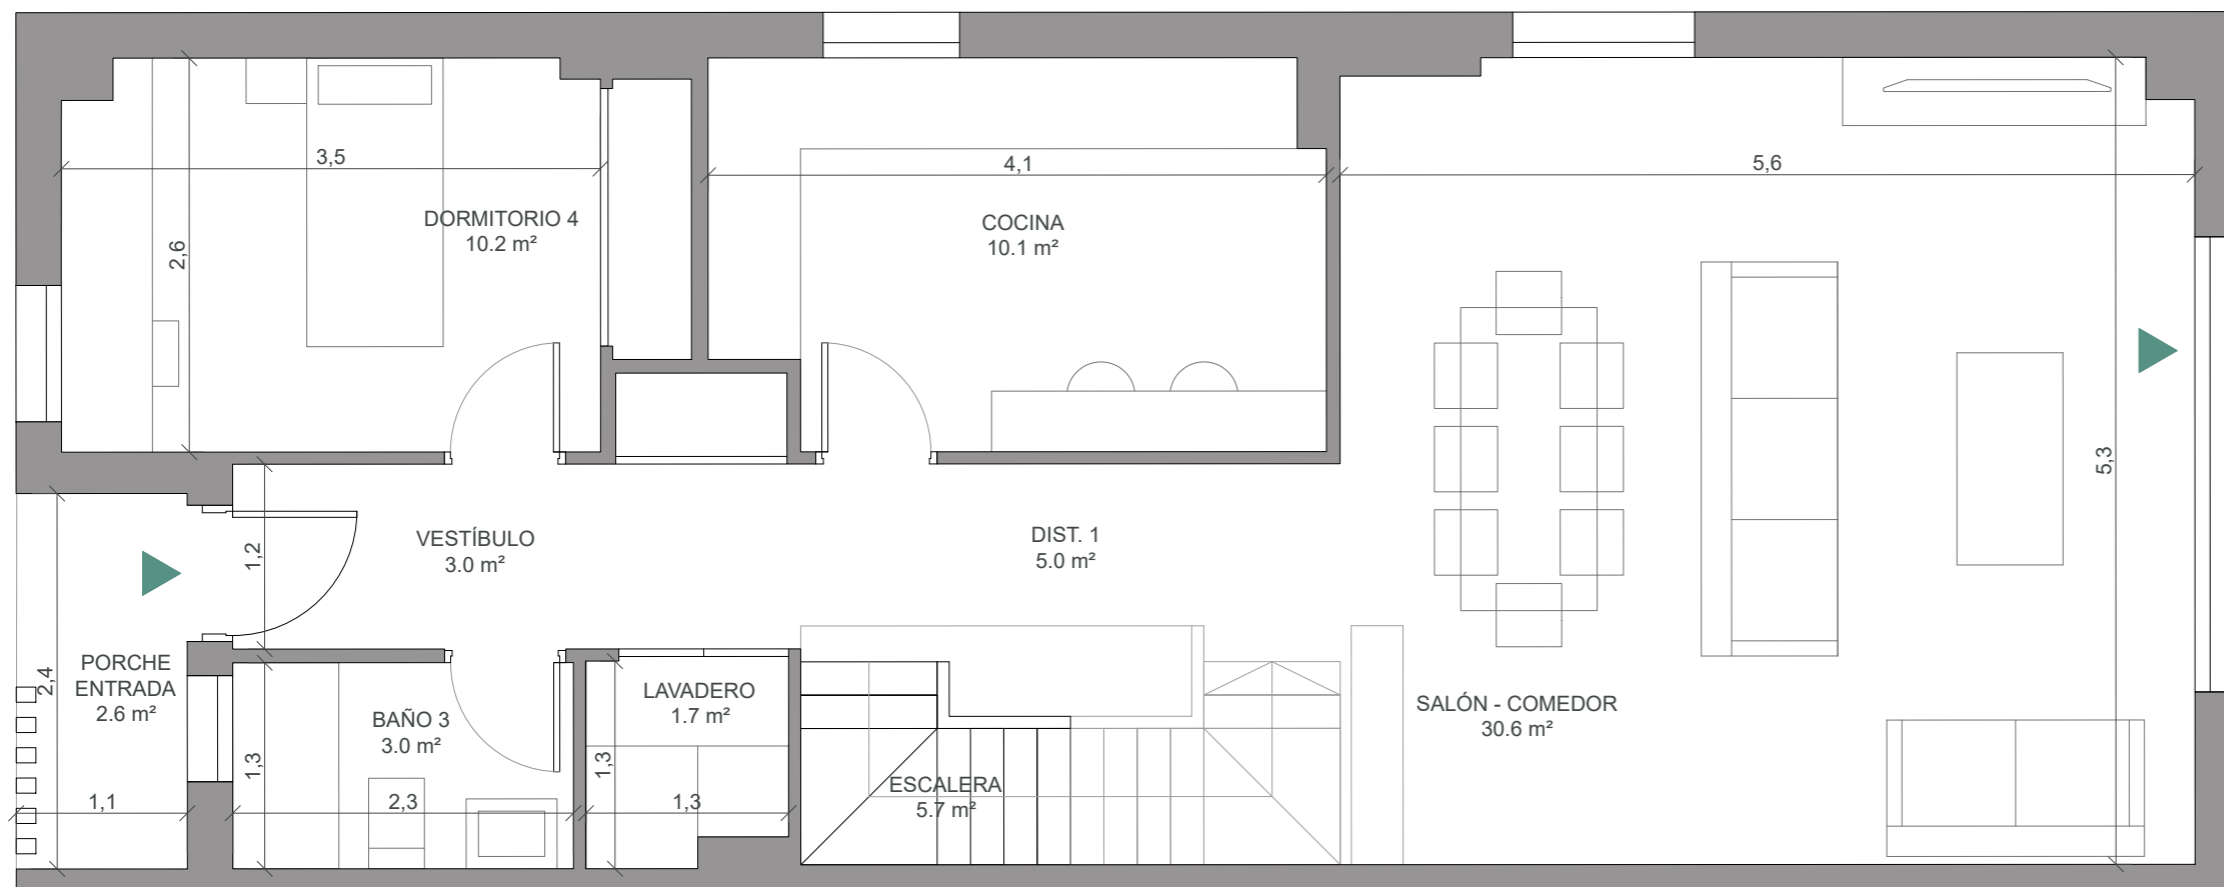 3,5
4,1
5,6
DORMITORIO 4
10.2 m²
2,6
COCINA
10.1 m²
5,3
VESTÍBULO
3.0 m²
1,2
DIST. 1
5.0 m²
PORCHE
ENTRADA
2.6 m²
2,4
BAÑO 3
3.0 m²
1,3
LAVADERO
1.7 m²
1,3
SALÓN - COMEDOR
30.6 m²
ESCALERA
5.7 m²
1,1
2,3
1,3